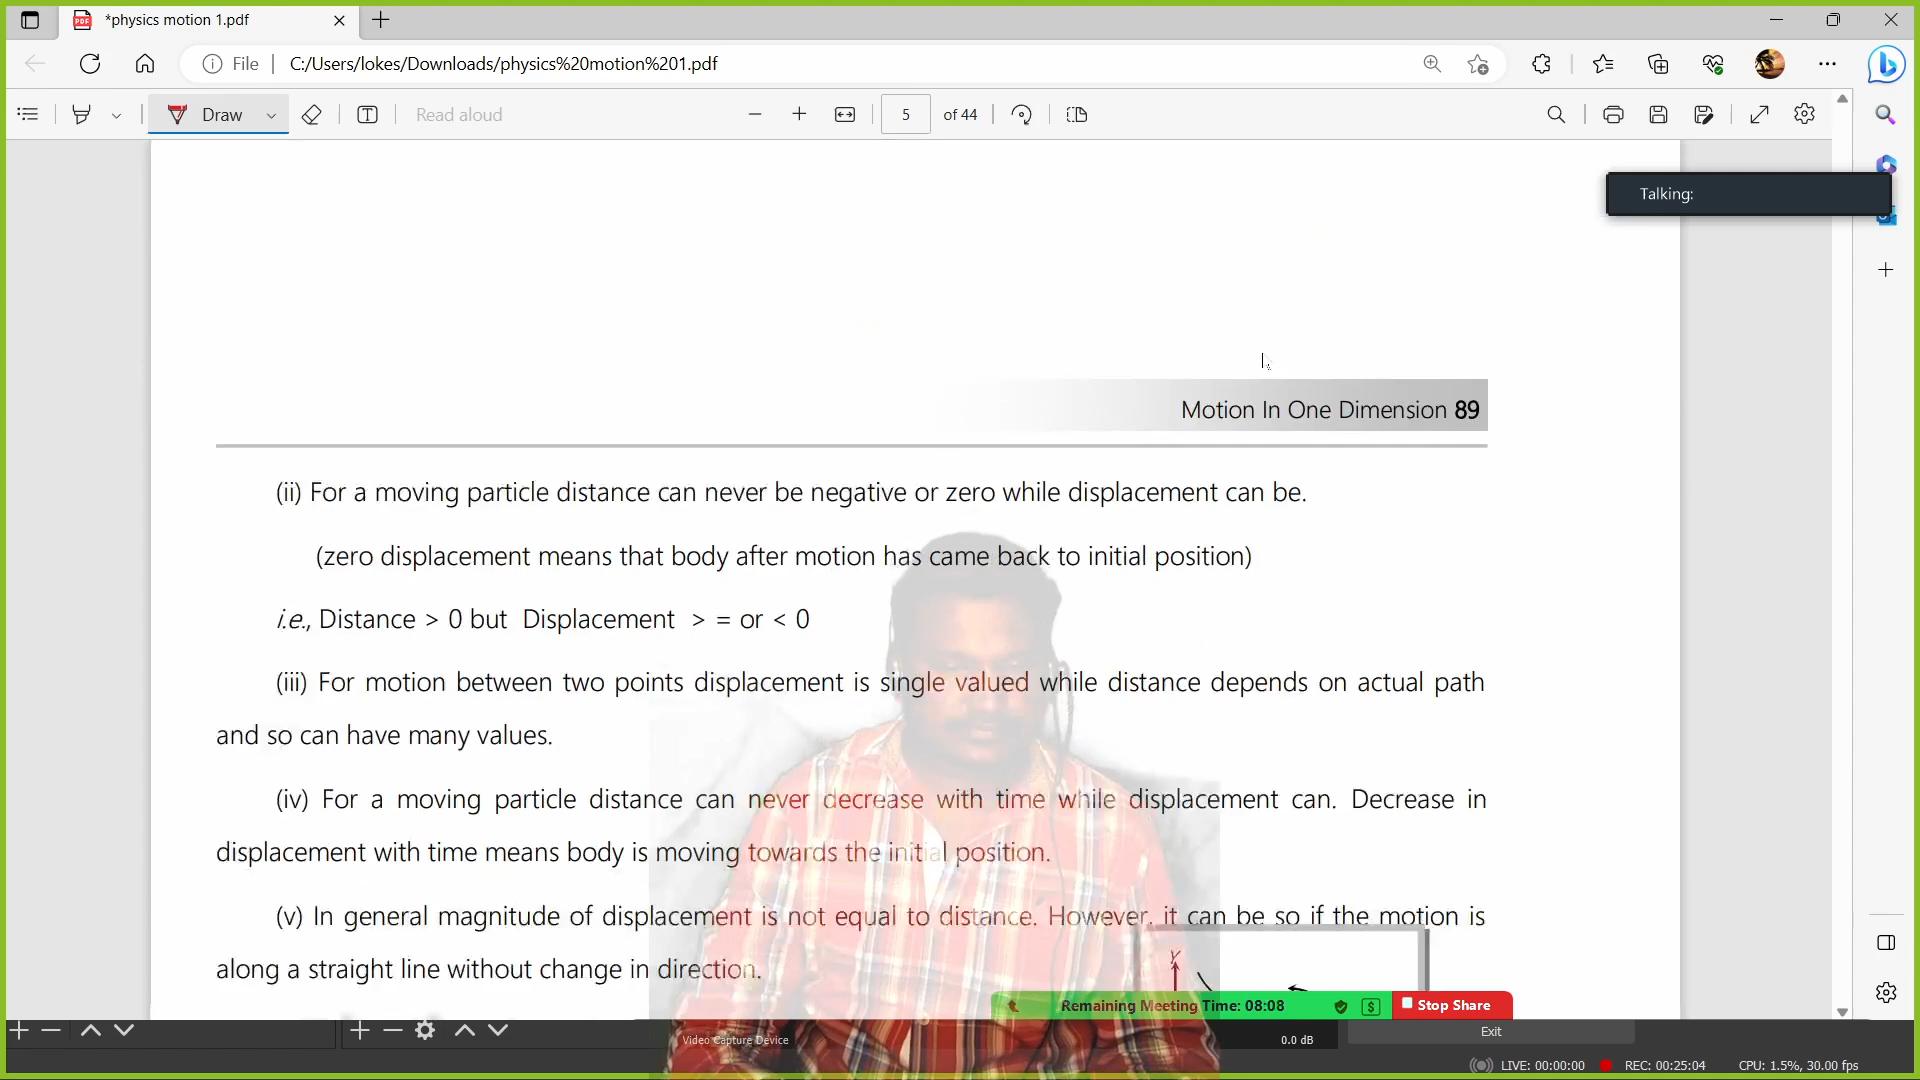 *physics motion 1.pdf
File | C:/Users/lokes/Downloads/physics%20motion%201.pdf
Draw Read aloud 5 of 44
Talking:
Motion In One Dimension 89
(ii) For a moving particle distance can never be negative or zero while displacement can be.
(zero displacement means that body after motion has came back to initial position)
i.e., Distance > 0 but Displacement > = or < 0
(iii) For motion between two points displacement is single valued while distance depends on actual path
and so can have many values.
(iv) For a moving particle distance can never decrease with time while displacement can. Decrease in
displacement with time means body is moving towards the initial position.
(v) In general magnitude of displacement is not equal to distance. However, it can be so if the motion is
along a straight line without change in direction.
Y
Remaining Meeting Time: 08:08 Stop Share
Video Capture Device 0.0 dB Exit
LIVE: 00:00:00 REC: 00:25:04 CPU: 1.5%, 30.00 fps